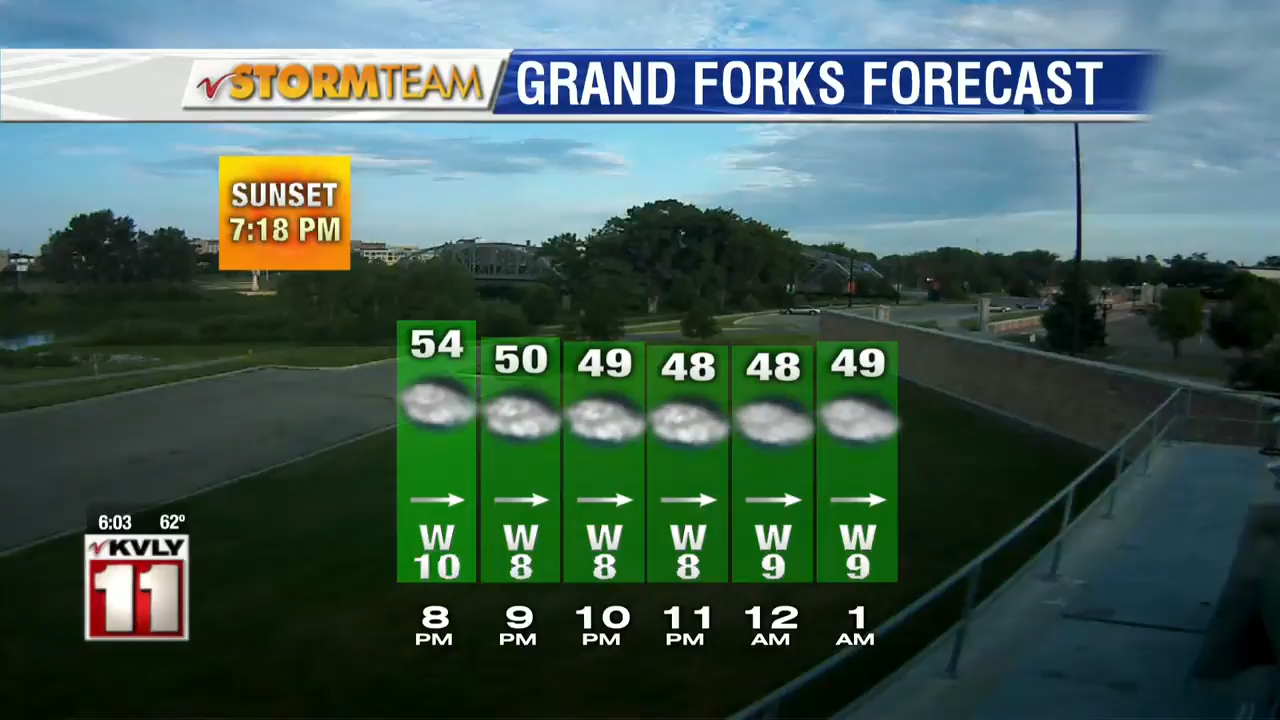 STORMTEAM GRAND FORKS FORECAST
SUNSET
7:18 PM
54 50 49 48 48 49
W W W W W W
10 8 8 8 9 9
8 9 10 11 12 1
PM PM PM PM AM AM
6:03 62º
KVLY
11